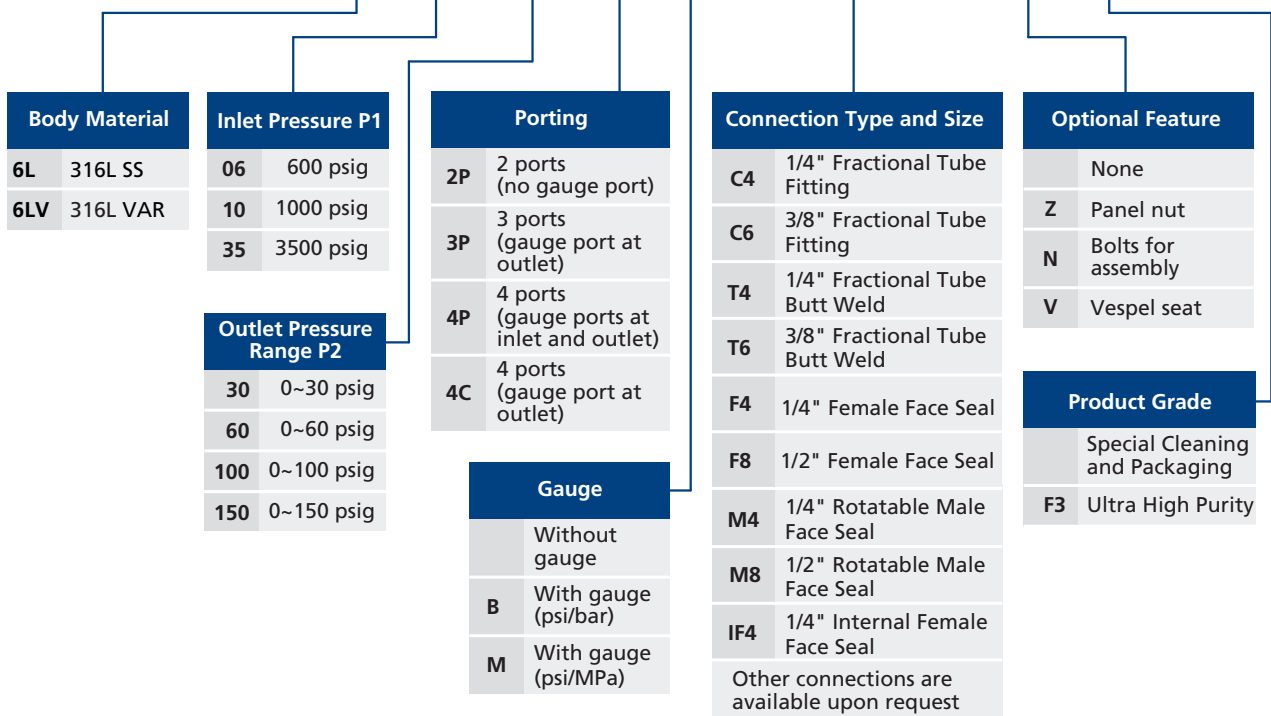 Body Material
6L 316L SS
6LV 316L VAR
Inlet Pressure P1
06 600 psig
10 1000 psig
35 3500 psig
Outlet Pressure
Range P2
30 0~30 psig
60 0~60 psig
100 0~100 psig
150 0~150 psig
Porting
2P 2 ports
(no gauge port)
3P 3 ports
(gauge port at
outlet)
4P 4 ports
(gauge ports at
inlet and outlet)
4C 4 ports
(gauge port at
outlet)
Gauge
Without
gauge
B With gauge
(psi/bar)
M With gauge
(psi/MPa)
Connection Type and Size
C4 1/4" Fractional Tube
Fitting
C6 3/8" Fractional Tube
Fitting
T4 1/4" Fractional Tube
Butt Weld
T6 3/8" Fractional Tube
Butt Weld
F4 1/4" Female Face Seal
F8 1/2" Female Face Seal
M4 1/4" Rotatable Male
Face Seal
M8 1/2" Rotatable Male
Face Seal
IF4 1/4" Internal Female
Face Seal
Other connections are
available upon request
Optional Feature
None
Z Panel nut
N Bolts for
assembly
V Vespel seat
Product Grade
Special Cleaning
and Packaging
F3 Ultra High Purity